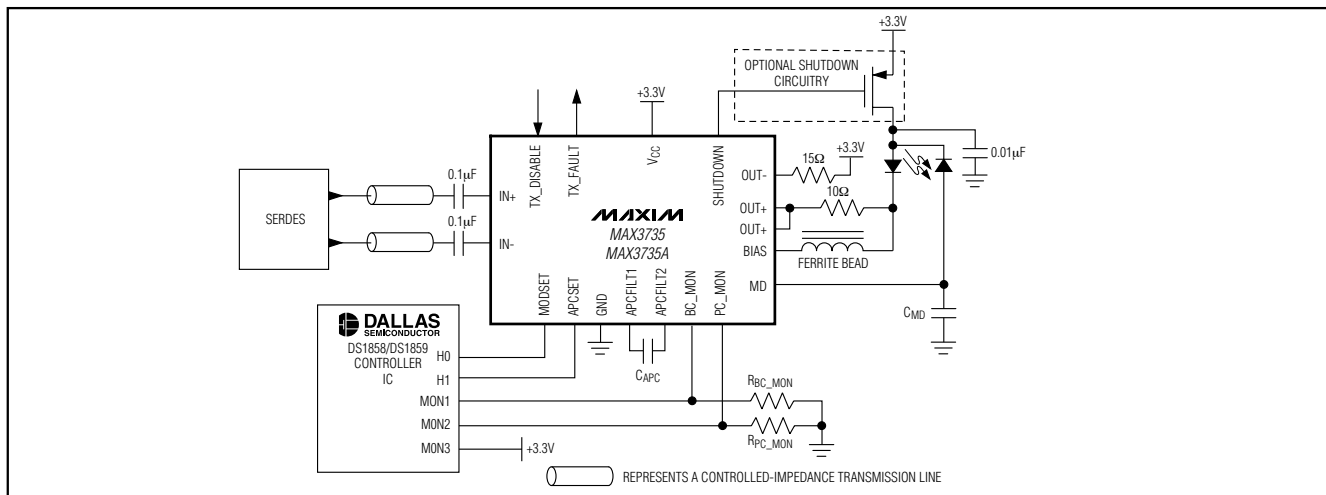 +3.3V
OPTIONAL SHUTDOWN
CIRCUITRY
+3.3V
TX_DISABLE
TX_FAULT
VCC
SHUTDOWN
0.01μF
15Ω
+3.3V
OUT-
10Ω
OUT+
OUT+
BIAS
FERRITE BEAD
MD
CMD
SERDES
0.1μF
0.1μF
IN+
IN-
MAXIM
MAX3735
MAX3735A
MODSET
APCSET
GND
APCFILT1
APCFILT2
BC_MON
PC_MON
CAPC
DALLAS
SEMICONDUCTOR
DS1858/DS1859
CONTROLLER
IC
H0
H1
MON1
MON2
MON3
+3.3V
RBC_MON
RPC_MON
REPRESENTS A CONTROLLED-IMPEDANCE TRANSMISSION LINE